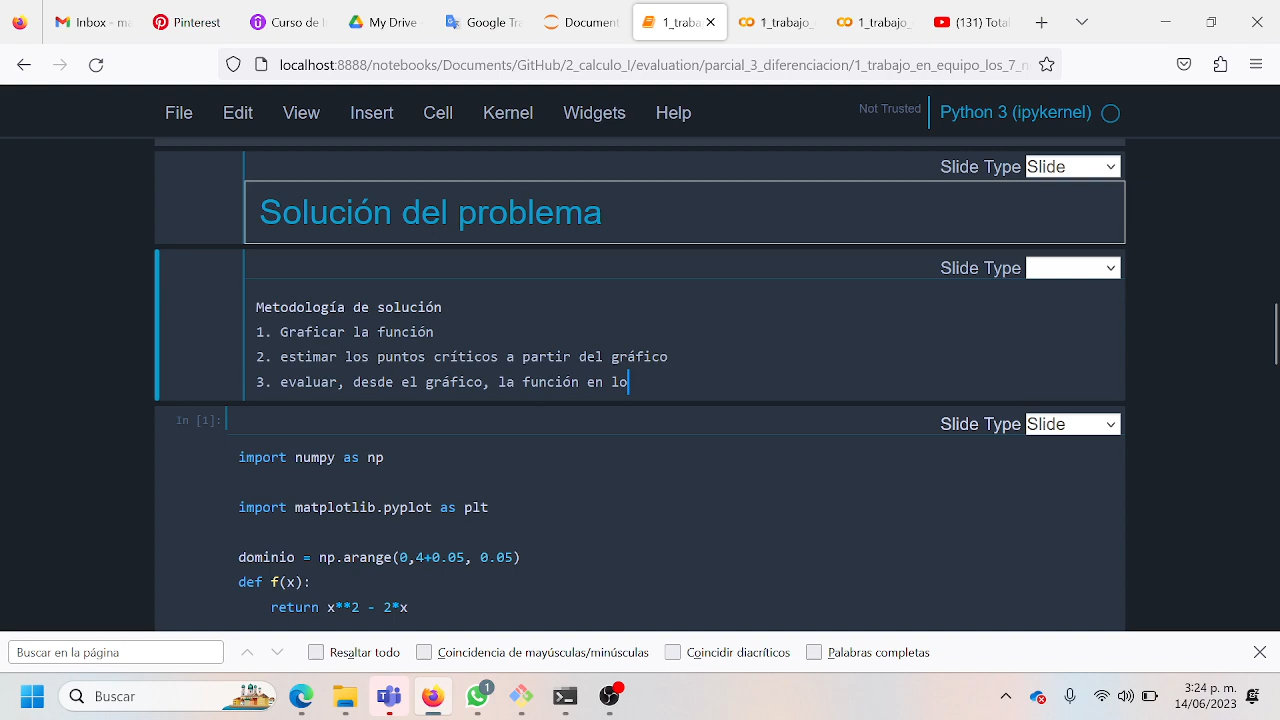 Inbox - ma
Pinterest
Curso de l
My Drive
Google Tra
Document
1_traba
1_trabajo_
1_trabajo_
(131) Total
localhost:8888/notebooks/Documents/GitHub/2_calculo_I/evaluation/parcial_3_diferenciacion/1_trabajo_en_equipo_los_7_n
File Edit View Insert Cell Kernel Widgets Help
Not Trusted
Python 3 (ipykernel)
Slide Type Slide
Solución del problema
Slide Type
Metodología de solución
1. Graficar la función
2. estimar los puntos críticos a partir del gráfico
3. evaluar, desde el gráfico, la función en lo
In [1]:
Slide Type Slide
import numpy as np
import matplotlib.pyplot as plt
dominio = np.arange(0,4+0.05, 0.05)
def f(x):
return x**2 - 2*x
Buscar en la página
Resaltar todo
Coincidencia de mayúsculas/minúsculas
Coincidir diacríticos
Palabras completas
Buscar
1
3:24 p. m.
14/06/2023